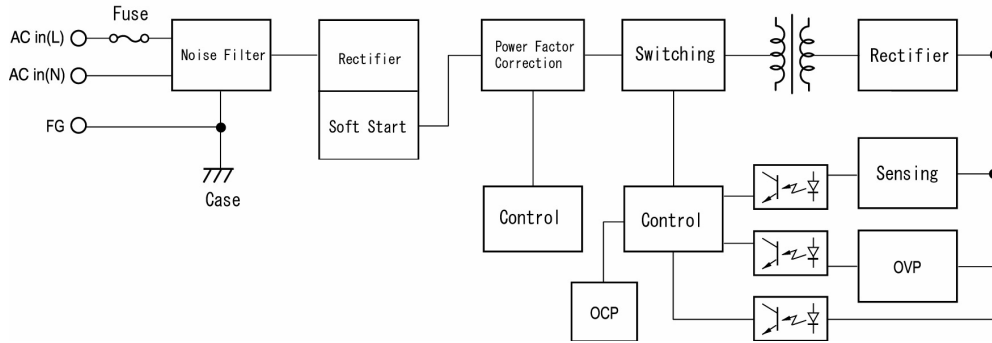 Fuse
AC in(L)
AC in(N)
FG
Noise Filter
Case
Rectifier
Soft Start
Power Factor
Correction
Control
Switching
Control
OCP
Rectifier
Sensing
OVP